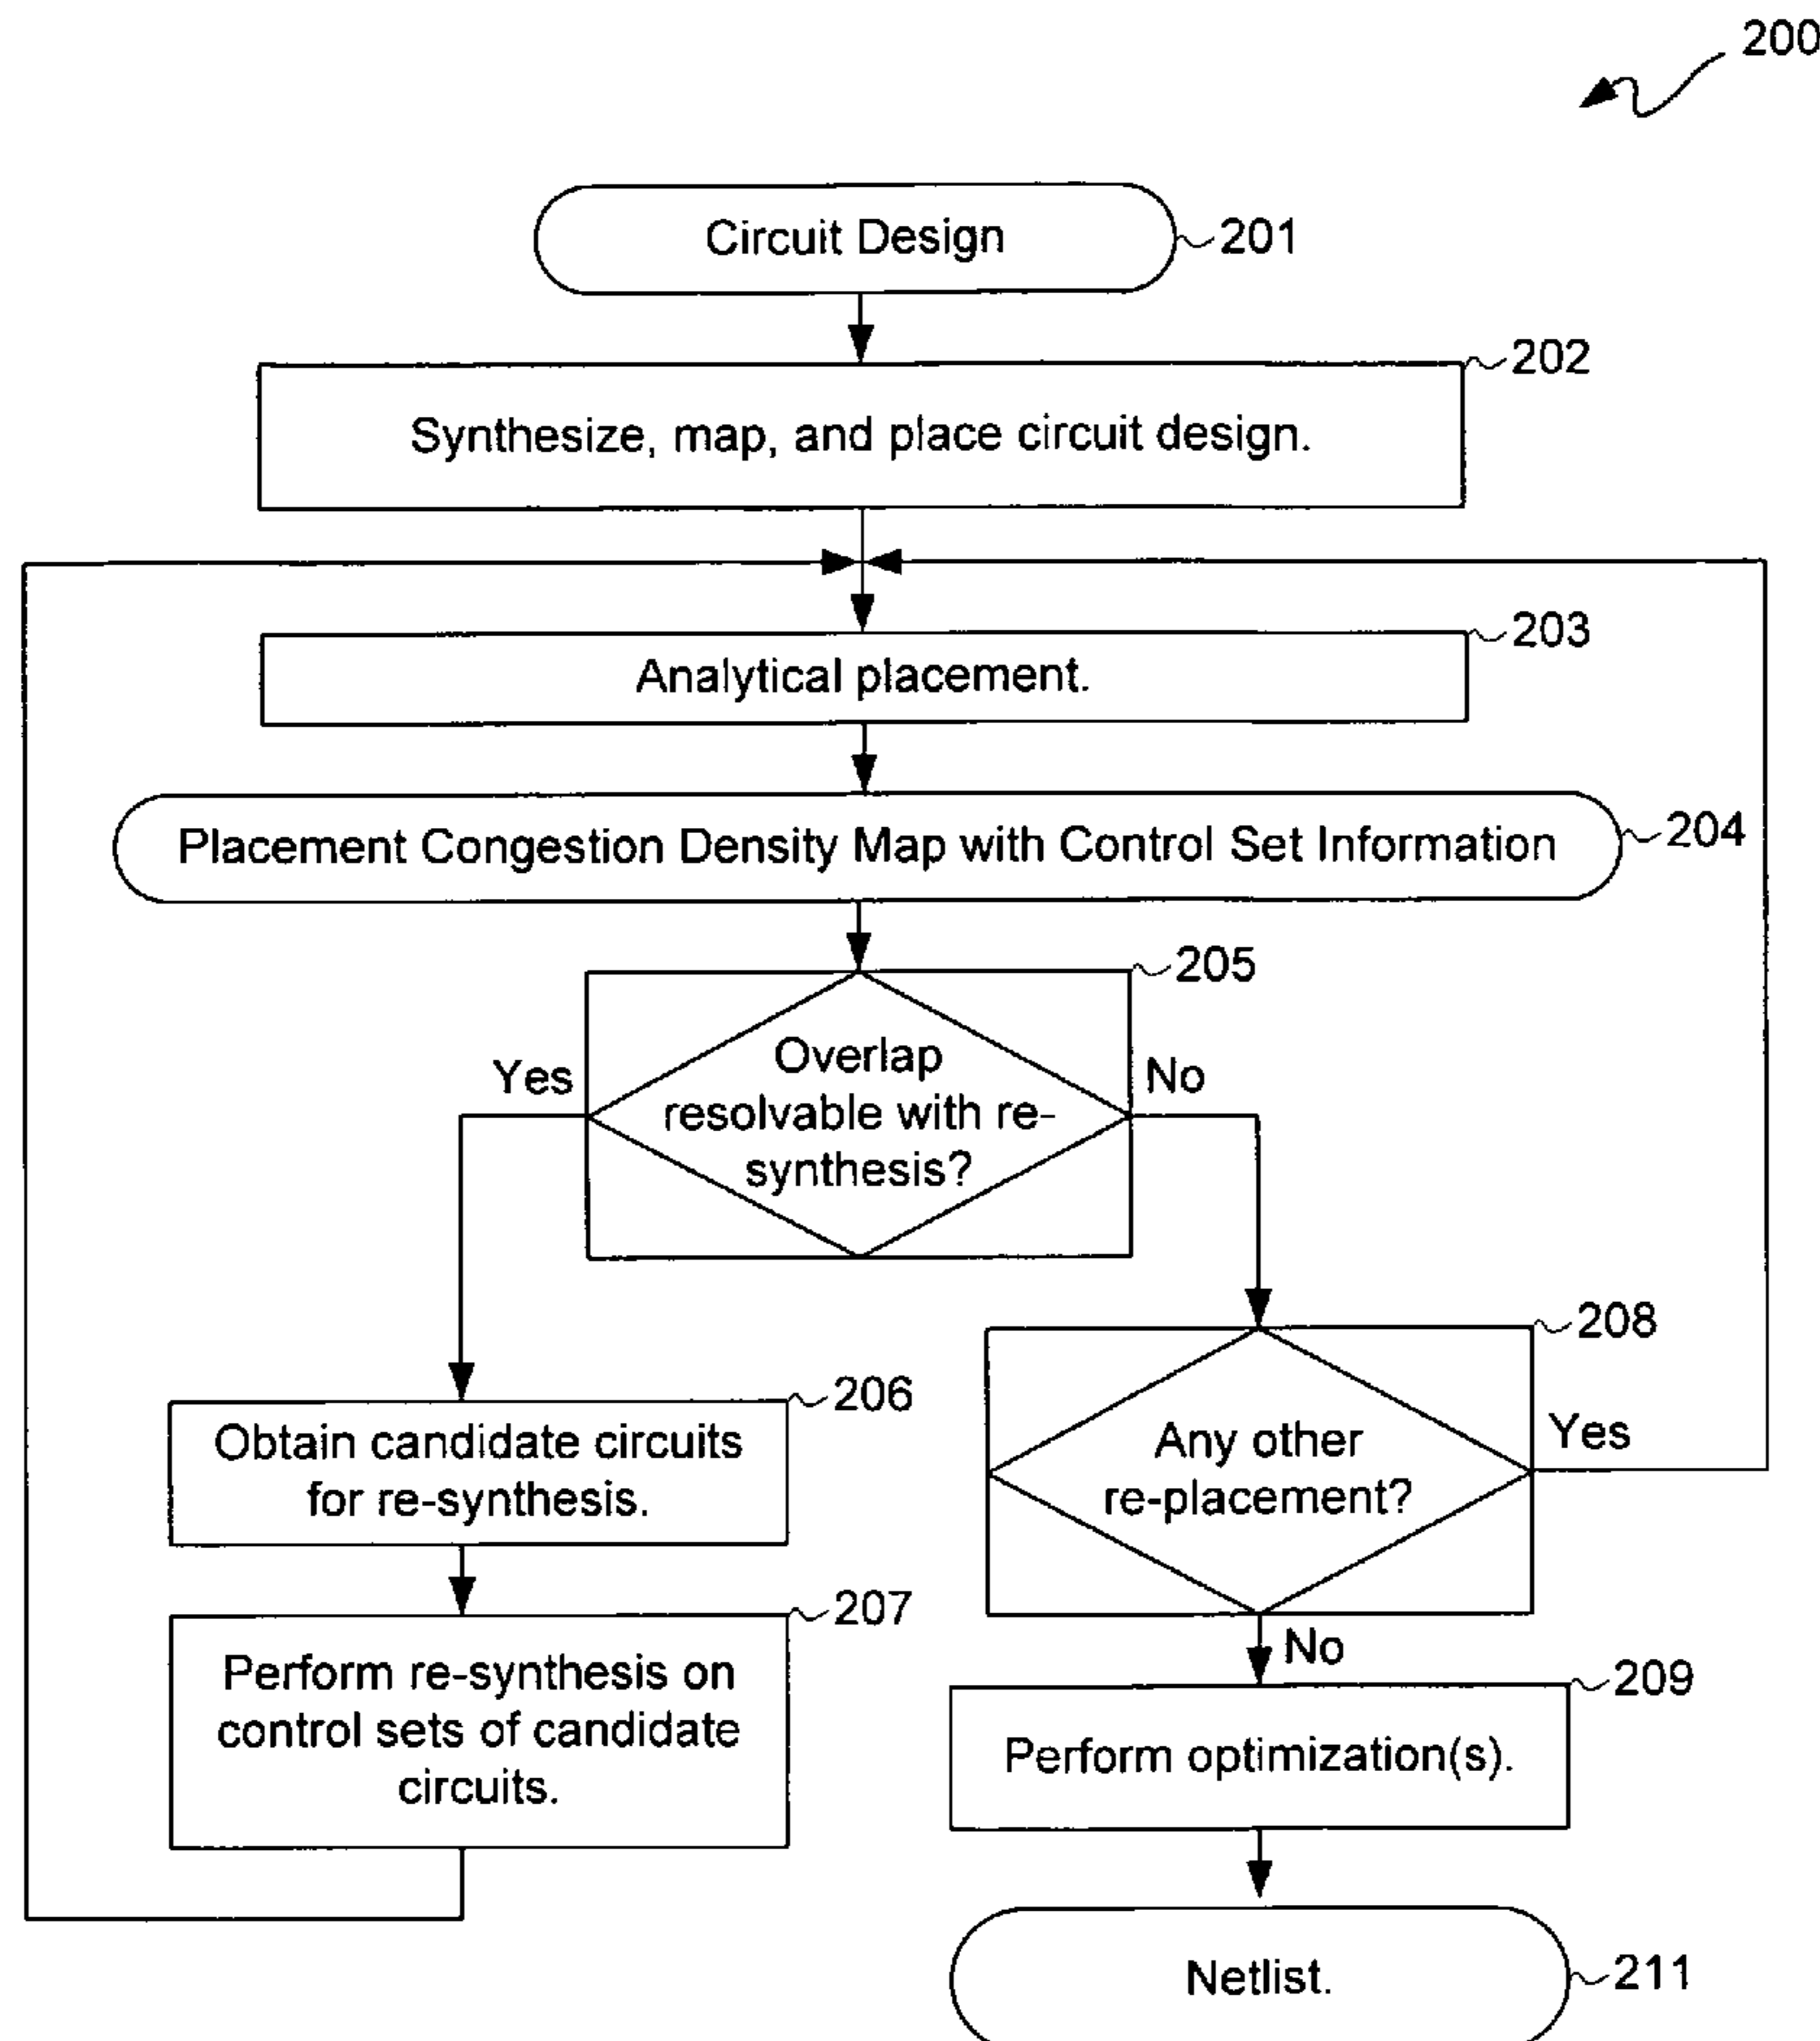 200
Circuit Design
201
202
Synthesize, map, and place circuit design.
203
Analytical placement.
Placement Congestion Density Map with Control Set Information
204
205
Overlap
resolvable with re-
synthesis?
Yes
No
208
Any other
re-placement?
Yes
206
Obtain candidate circuits
for re-synthesis.
207
Perform re-synthesis on
control sets of candidate
circuits.
No
209
Perform optimization(s).
Netlist.
211